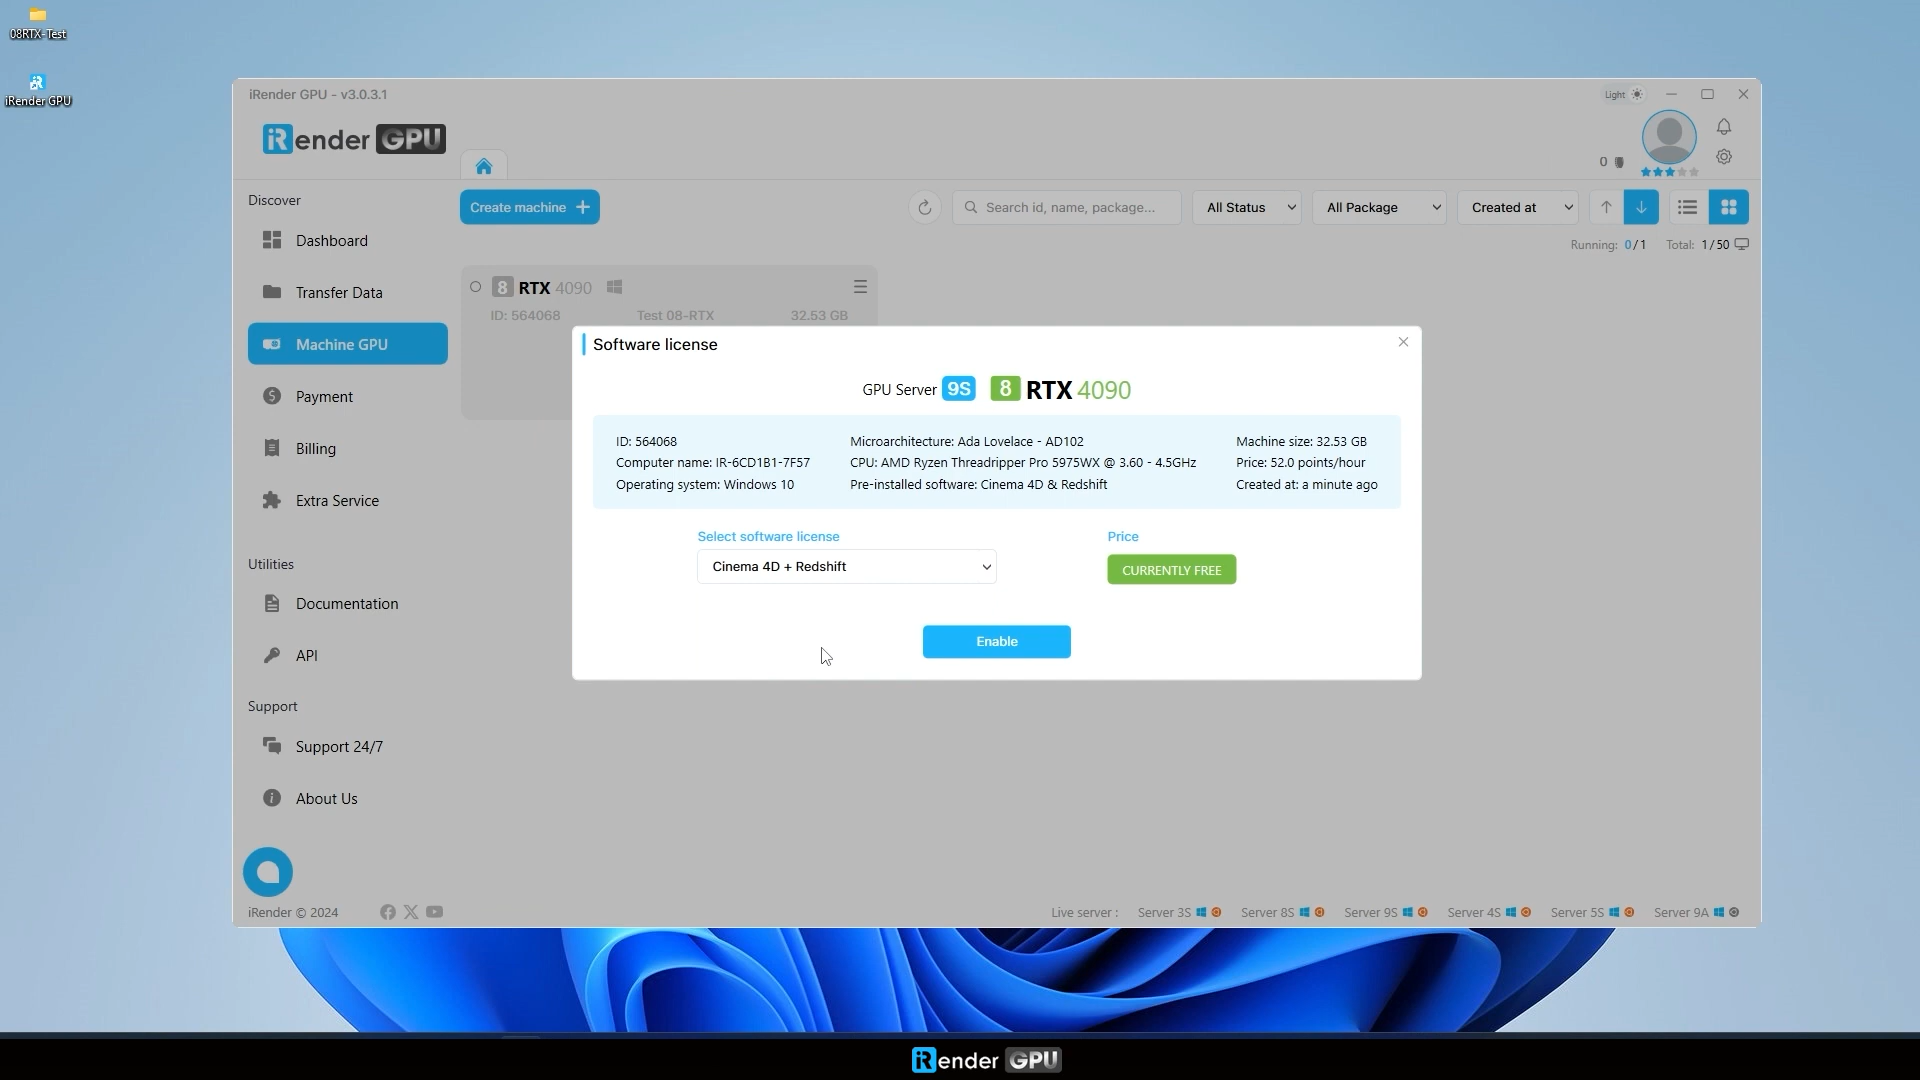 08RTX-Test
iRender GPU
iRender GPU - v3.0.3.1
Light
iRender GPU
0
Discover
Dashboard
Transfer Data
Machine GPU
Payment
Billing
Extra Service
Utilities
Documentation
API
Support
Support 24/7
About Us
iRender © 2024
Create machine
Search id, name, package...
All Status
All Package
Created at
Running: 0/1 Total: 1/50
8 RTX 4090
ID: 564068 Test 08-RTX 32.53 GB
Software license
GPU Server 9S 8 RTX 4090
ID: 564068
Computer name: IR-6CD1B1-7F57
Operating system: Windows 10
Microarchitecture: Ada Lovelace - AD102
CPU: AMD Ryzen Threadripper Pro 5975WX @ 3.60 - 4.5GHz
Pre-installed software: Cinema 4D & Redshift
Machine size: 32.53 GB
Price: 52.0 points/hour
Created at: a minute ago
Select software license
Cinema 4D + Redshift
Price
CURRENTLY FREE
Enable
Live server : Server 3S Server 8S Server 9S Server 4S Server 5S Server 9A
iRender GPU